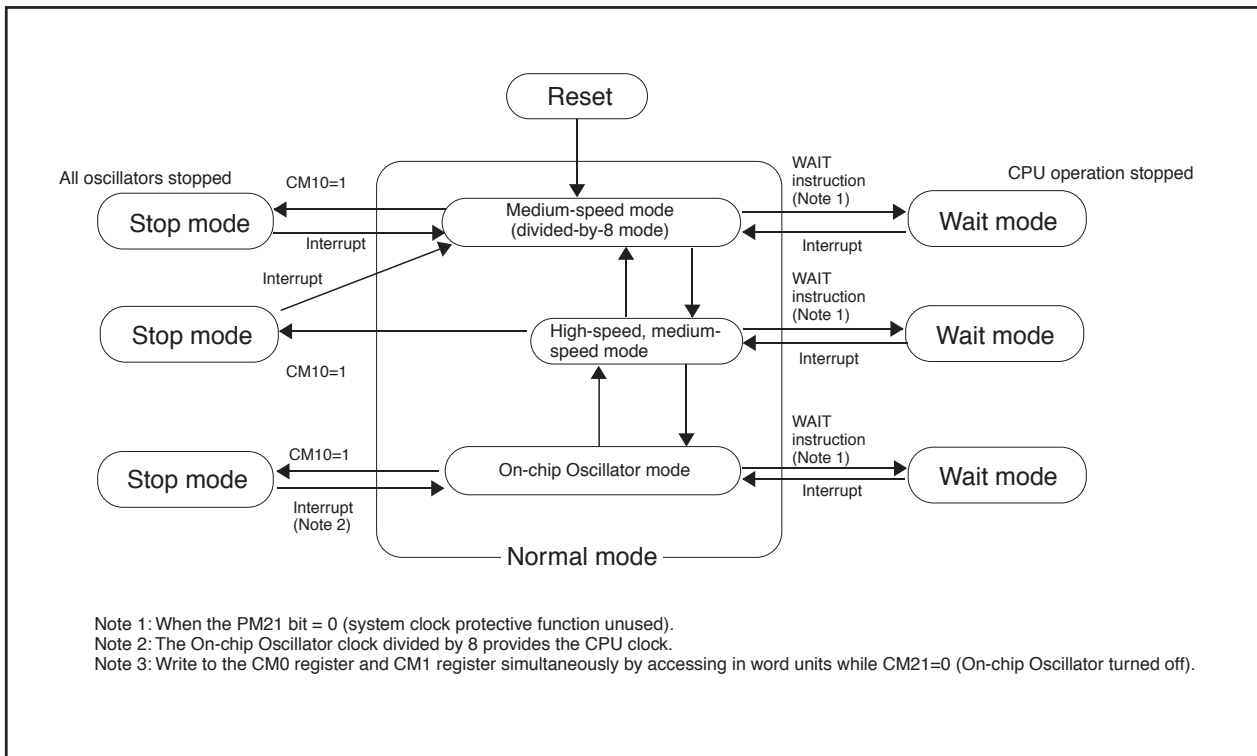 Reset
All oscillators stopped
CM10=1
WAIT
instruction
(Note 1)
CPU operation stopped
Stop mode
Medium-speed mode
(divided-by-8 mode)
Wait mode
Interrupt
Interrupt
Interrupt
WAIT
instruction
(Note 1)
Stop mode
High-speed, medium-
speed mode
Wait mode
Interrupt
CM10=1
WAIT
instruction
(Note 1)
CM10=1
Stop mode
On-chip Oscillator mode
Wait mode
Interrupt
Interrupt
(Note 2)
Normal mode
Note 1: When the PM21 bit = 0 (system clock protective function unused).
Note 2: The On-chip Oscillator clock divided by 8 provides the CPU clock.
Note 3: Write to the CM0 register and CM1 register simultaneously by accessing in word units while CM21=0 (On-chip Oscillator turned off).